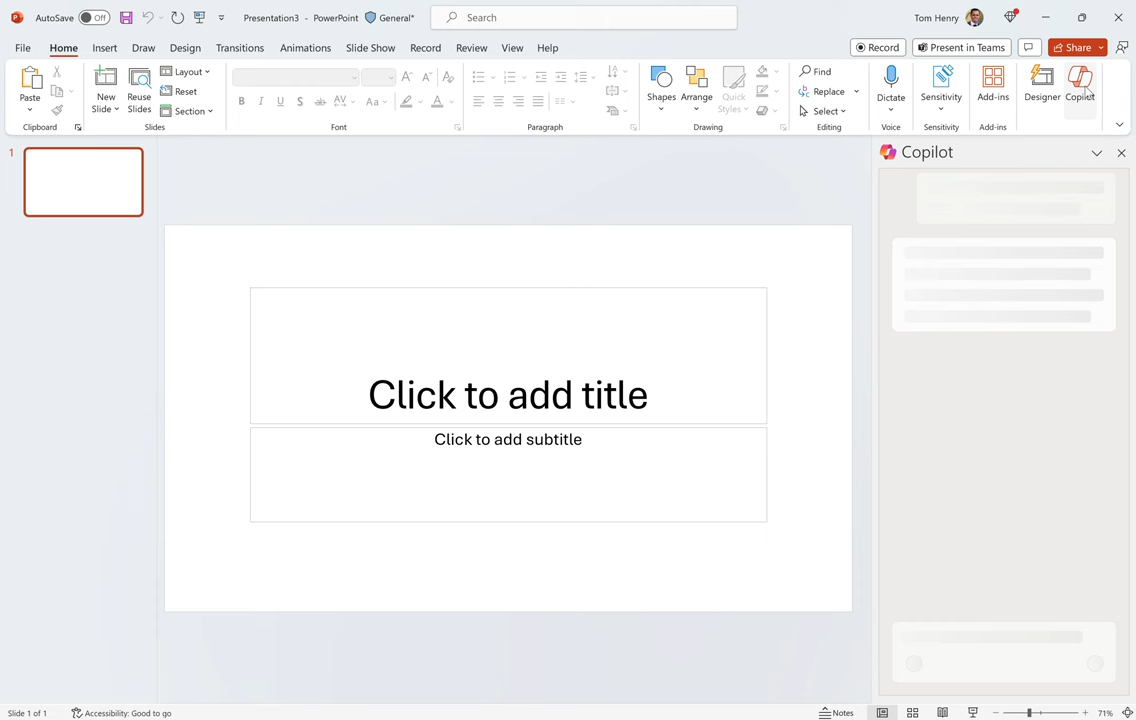 AutoSave Off Presentation3 - PowerPoint General* Search Tom Henry
File Home Insert Draw Design Transitions Animations Slide Show Record Review View Help Record Present in Teams Share
Paste
Clipboard
New Slide
Reuse Slides
Layout
Reset
Section
Slides
B I U S ab AV Aa A
Font
Paragraph
Shapes
Arrange
Quick Styles
Drawing
Find
Replace
Select
Editing
Dictate
Voice
Sensitivity
Sensitivity
Add-ins
Add-ins
Designer
Copilot
1
Copilot
Click to add title
Click to add subtitle
Slide 1 of 1 Accessibility: Good to go Notes 71%